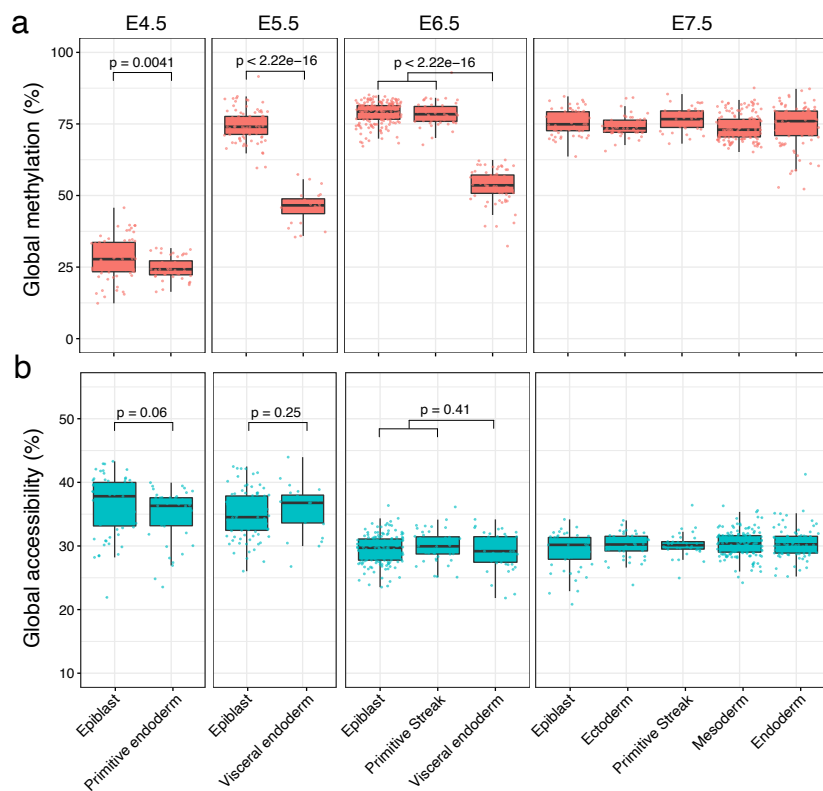 a
E4.5
E5.5
E6.5
E7.5
Global methylation (%)
100
75
50
25
0
p = 0.0041
p < 2.22e−16
p < 2.22e−16
b
Global accessibility (%)
50
40
30
20
10
p = 0.06
p = 0.25
p = 0.41
Epiblast
Primitive endoderm
Epiblast
Visceral endoderm
Epiblast
Primitive Streak
Visceral endoderm
Epiblast
Ectoderm
Primitive Streak
Mesoderm
Endoderm